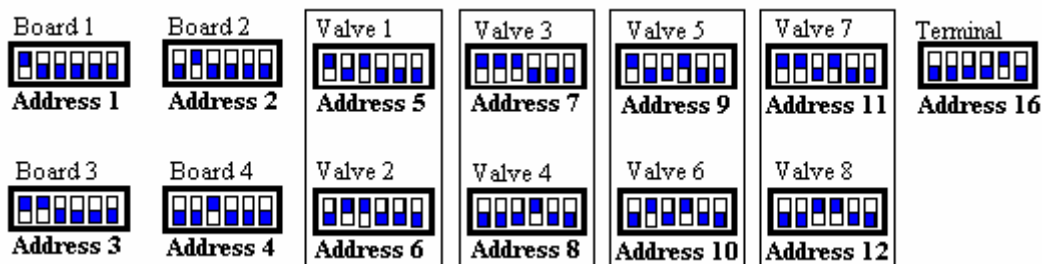 Board 1 Board 2 Valve 1 Valve 3 Valve 5 Valve 7 Terminal
Address 1 Address 2 Address 5 Address 7 Address 9 Address 11 Address 16
Board 3 Board 4 Valve 2 Valve 4 Valve 6 Valve 8
Address 3 Address 4 Address 6 Address 8 Address 10 Address 12